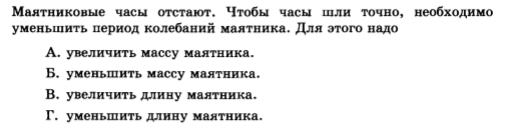 Маятниковые часы отстают. Чтобы часы шли точно, необходимо
уменьшить период колебаний маятника. Для этого надо
А. увеличить массу маятника.
Б. уменьшить массу маятника.
В. увеличить длину маятника.
Г. уменьшить длину маятника.